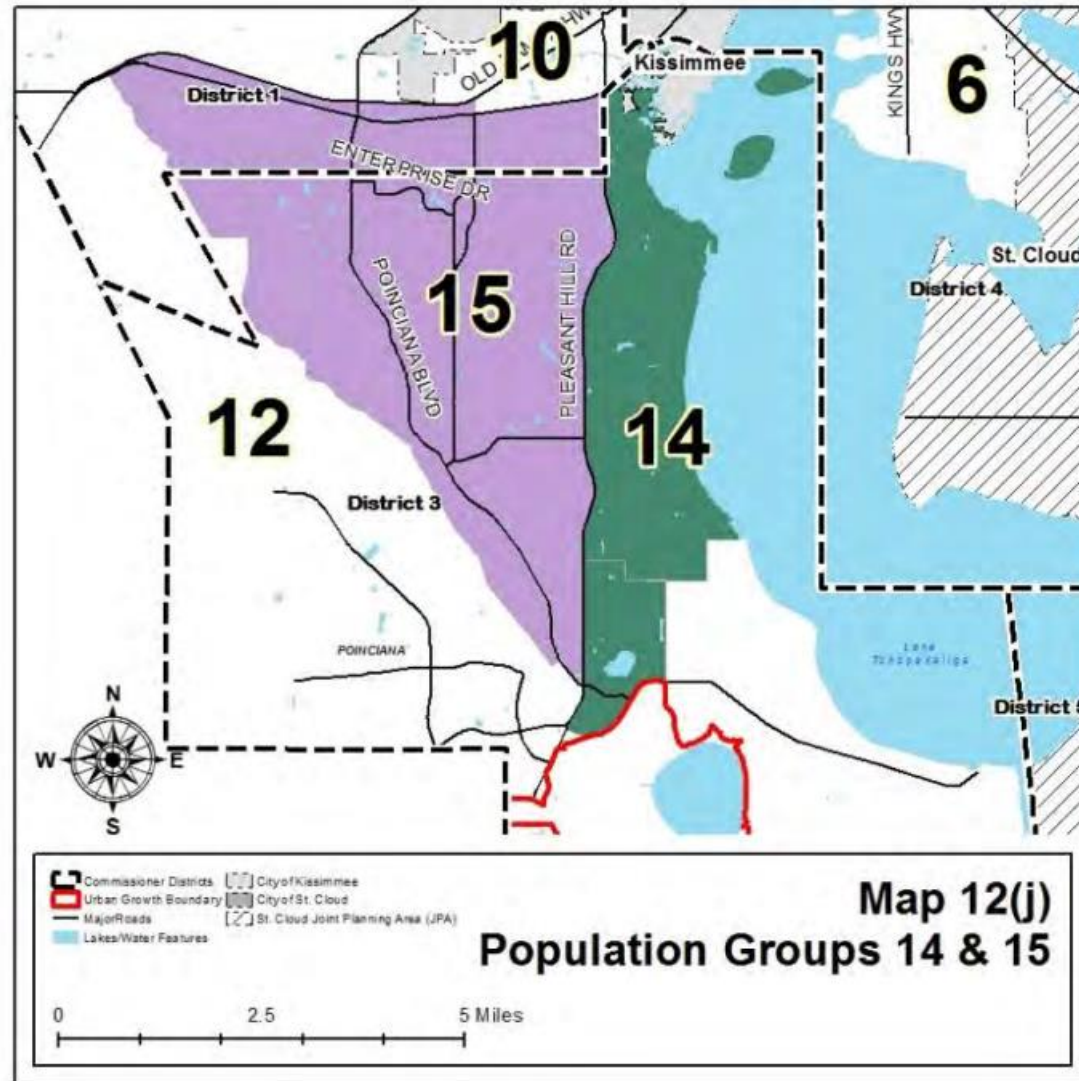 10
OLD
HW
Kissimmee
KINGS HWY
6
District 1
ENTERPRISE DR
St. Cloud
PLEASANT HILL RD
District 4
POINCIANA BLVD
15
12
14
District 3
POINCIANA
Lake
Tohopekaliga
N
W E
S
District 5
Commissioner Districts
City of Kissimmee
Urban Growth Boundary
City of St. Cloud
Major Roads
St. Cloud Joint Planning Area (JPA)
Lakes/Water Features
Map 12(j)
Population Groups 14 & 15
0 2.5 5 Miles